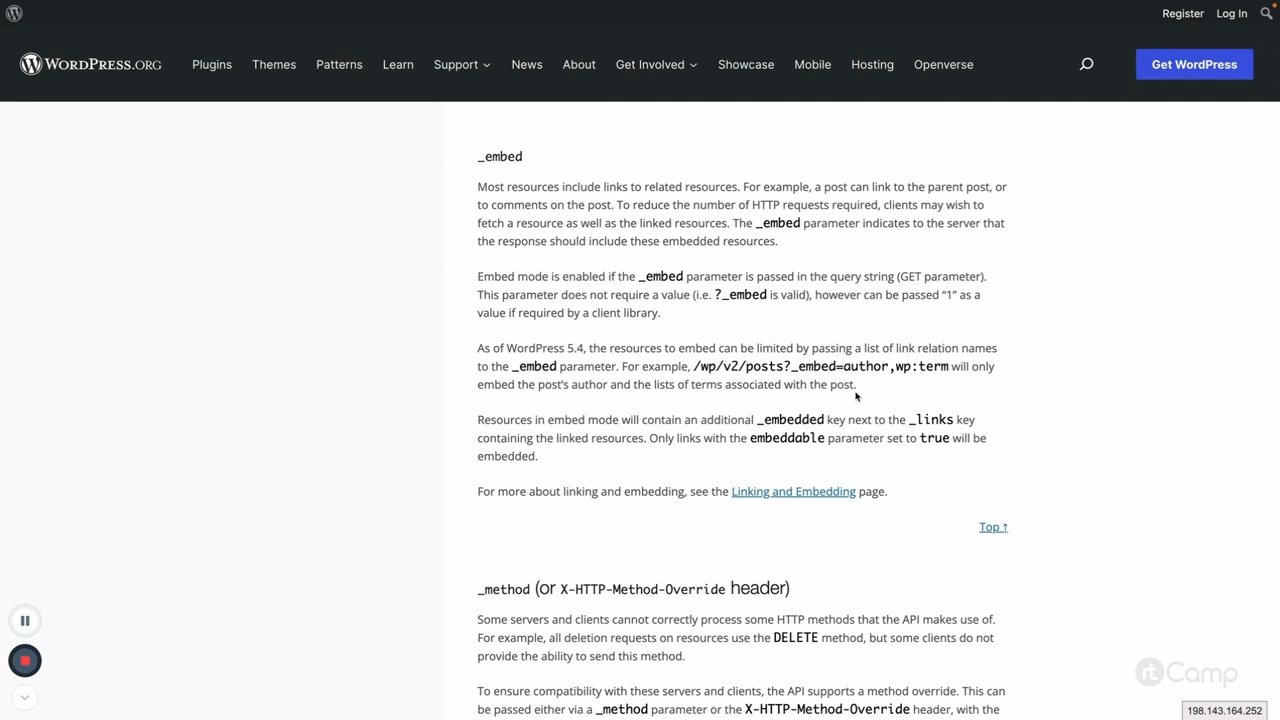 Register Log In
WORDPRESS.ORG Plugins Themes Patterns Learn Support News About Get Involved Showcase Mobile Hosting Openverse Get WordPress
_embed
Most resources include links to related resources. For example, a post can link to the parent post, or
to comments on the post. To reduce the number of HTTP requests required, clients may wish to
fetch a resource as well as the linked resources. The _embed parameter indicates to the server that
the response should include these embedded resources.
Embed mode is enabled if the _embed parameter is passed in the query string (GET parameter).
This parameter does not require a value (i.e. ?_embed is valid), however can be passed “1” as a
value if required by a client library.
As of WordPress 5.4, the resources to embed can be limited by passing a list of link relation names
to the _embed parameter. For example, /wp/v2/posts?_embed=author,wp:term will only
embed the post’s author and the lists of terms associated with the post.
Resources in embed mode will contain an additional _embedded key next to the _links key
containing the linked resources. Only links with the embeddable parameter set to true will be
embedded.
For more about linking and embedding, see the Linking and Embedding page.
Top ↑
_method (or X-HTTP-Method-Override header)
Some servers and clients cannot correctly process some HTTP methods that the API makes use of.
For example, all deletion requests on resources use the DELETE method, but some clients do not
provide the ability to send this method.
To ensure compatibility with these servers and clients, the API supports a method override. This can
be passed either via a _method parameter or the X-HTTP-Method-Override header, with the
rtCamp
198.143.164.252